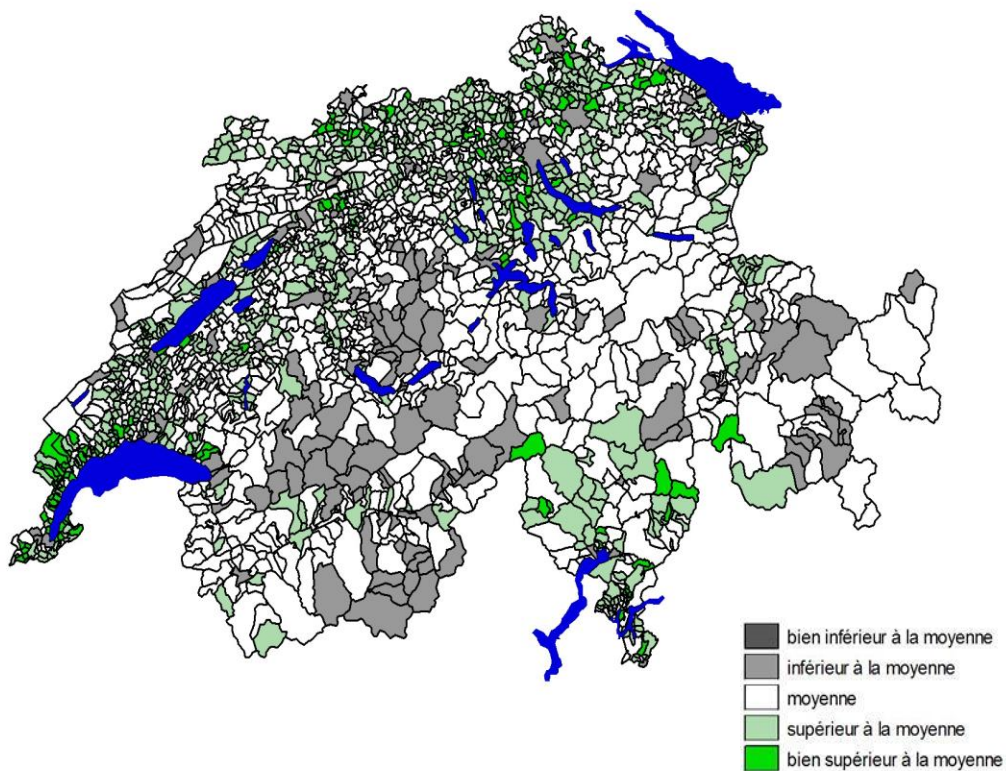 bien inférieur à la moyenne
inférieur à la moyenne
moyenne
supérieur à la moyenne
bien supérieur à la moyenne